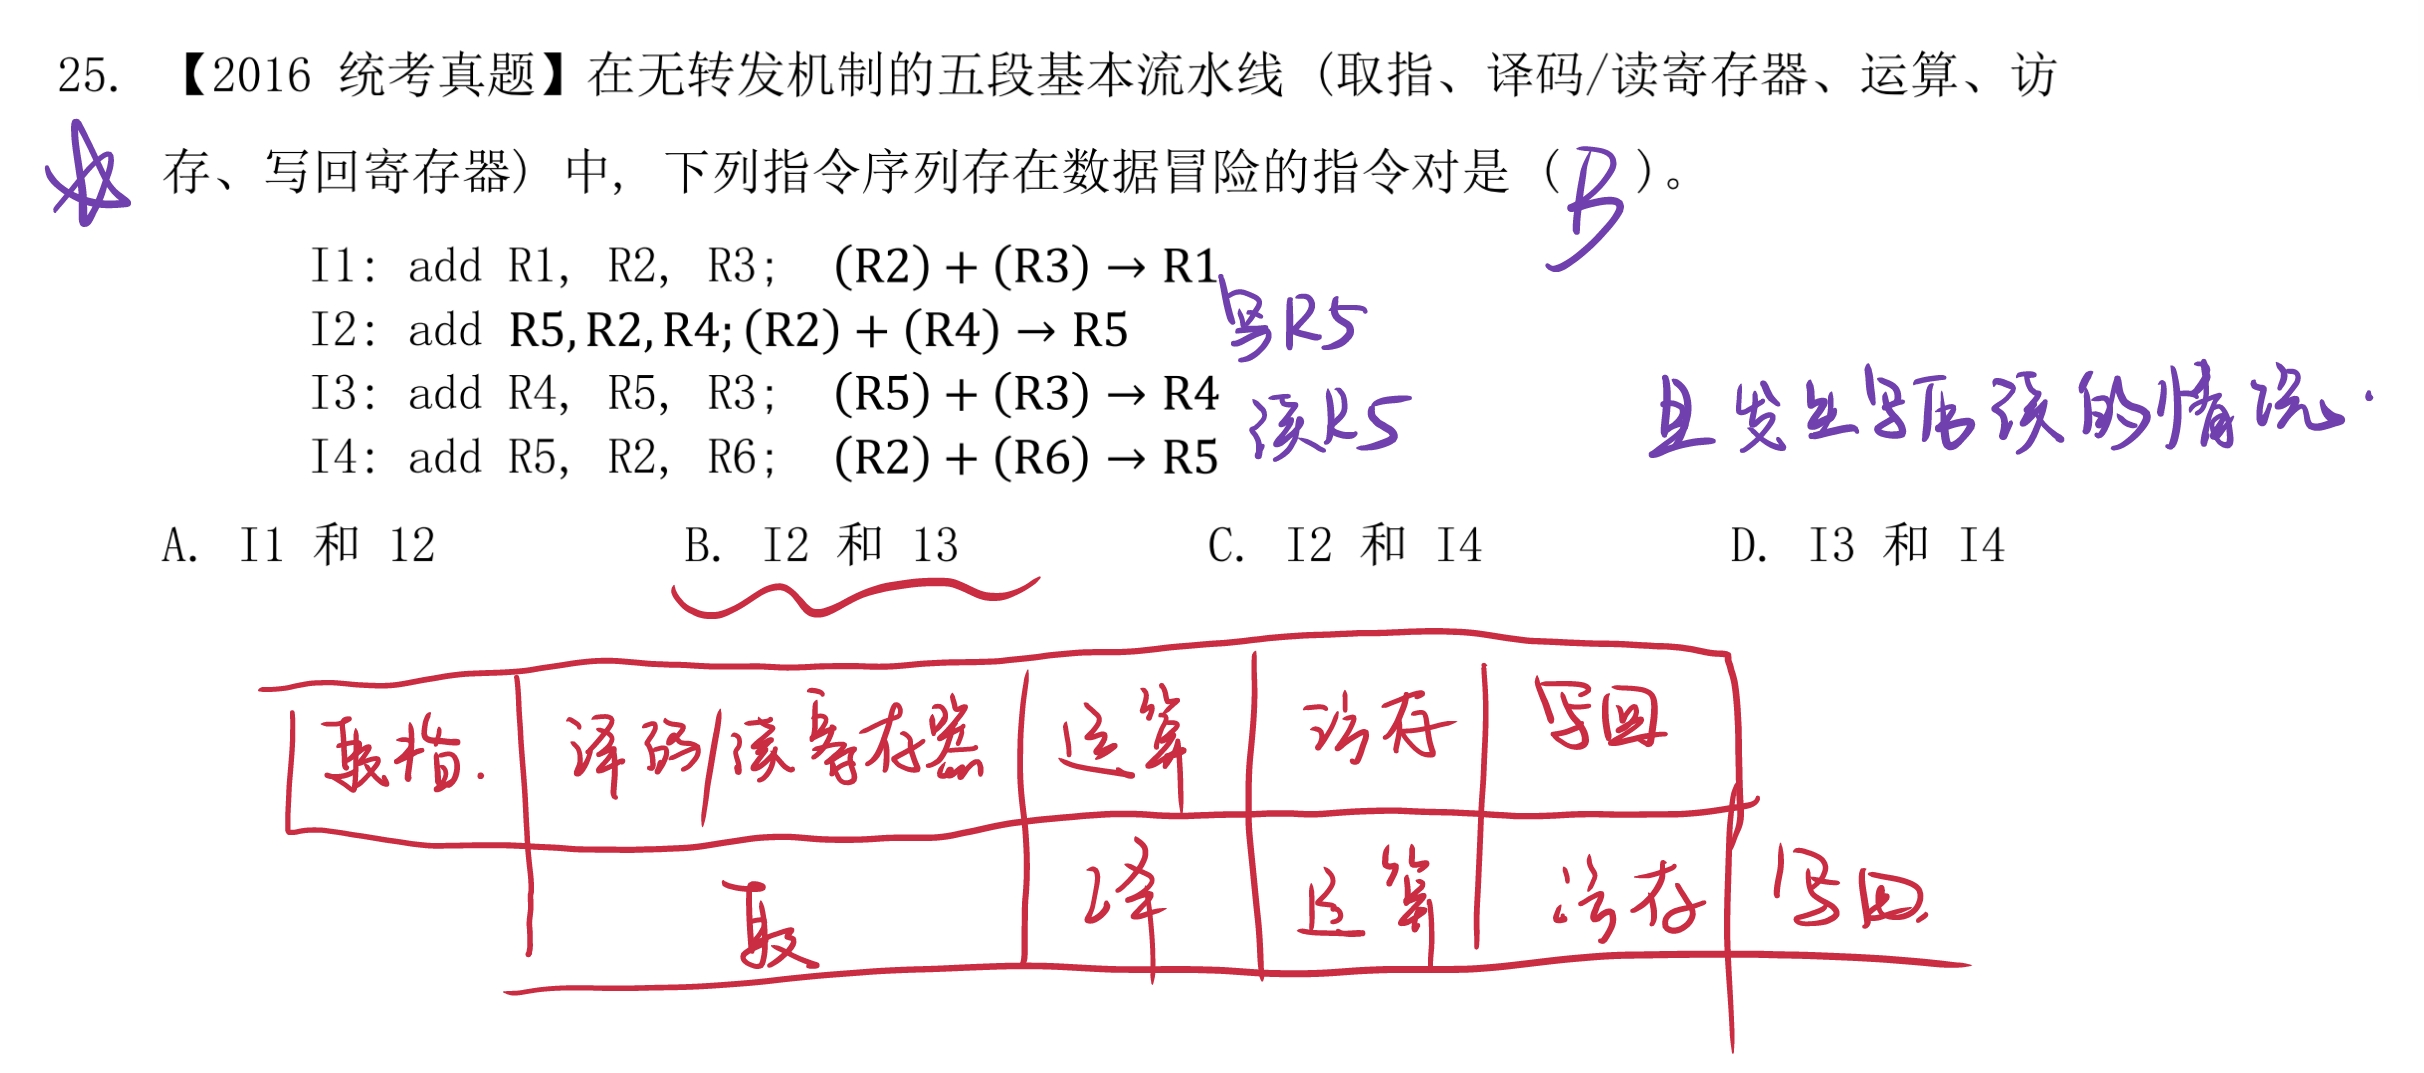 25. 【2016 统考真题】在无转发机制的五段基本流水线 (取指、译码/读寄存器、运算、访
存、写回寄存器) 中, 下列指令序列存在数据冒险的指令对是 ( B )。
I1: add R1, R2, R3; (R2) + (R3) → R1
I2: add R5, R2, R4; (R2) + (R4) → R5 写R5
I3: add R4, R5, R3; (R5) + (R3) → R4 读R5
且发生写后读的情况.
I4: add R5, R2, R6; (R2) + (R6) → R5
A. I1 和 12 B. I2 和 13 C. I2 和 I4 D. I3 和 I4
取指. 译码/读寄存器 运算 访存 写回
取 译 运算 访存 写回